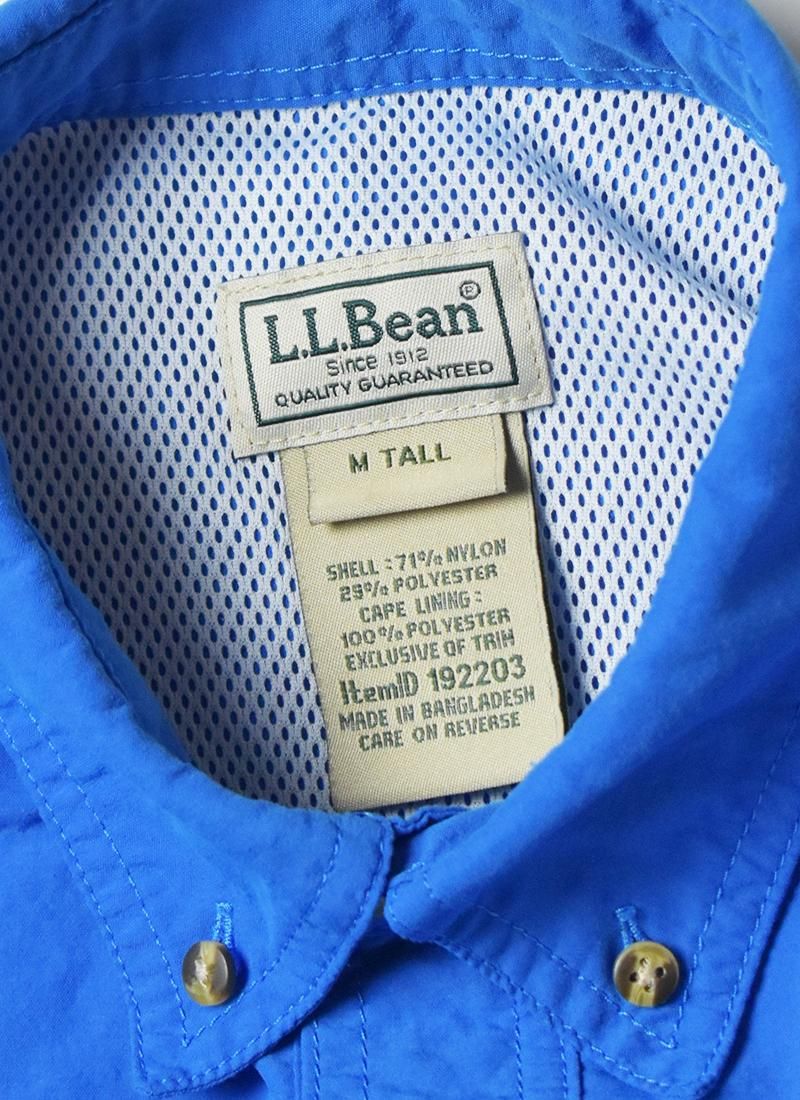 L.L.Bean®
Since 1912
QUALITY GUARANTEED
M TALL
SHELL : 71% NYLON
29% POLYESTER
CAPE LINING :
100% POLYESTER
EXCLUSIVE OF TRIM
ItemID 192203
MADE IN BANGLADESH
CARE ON REVERSE